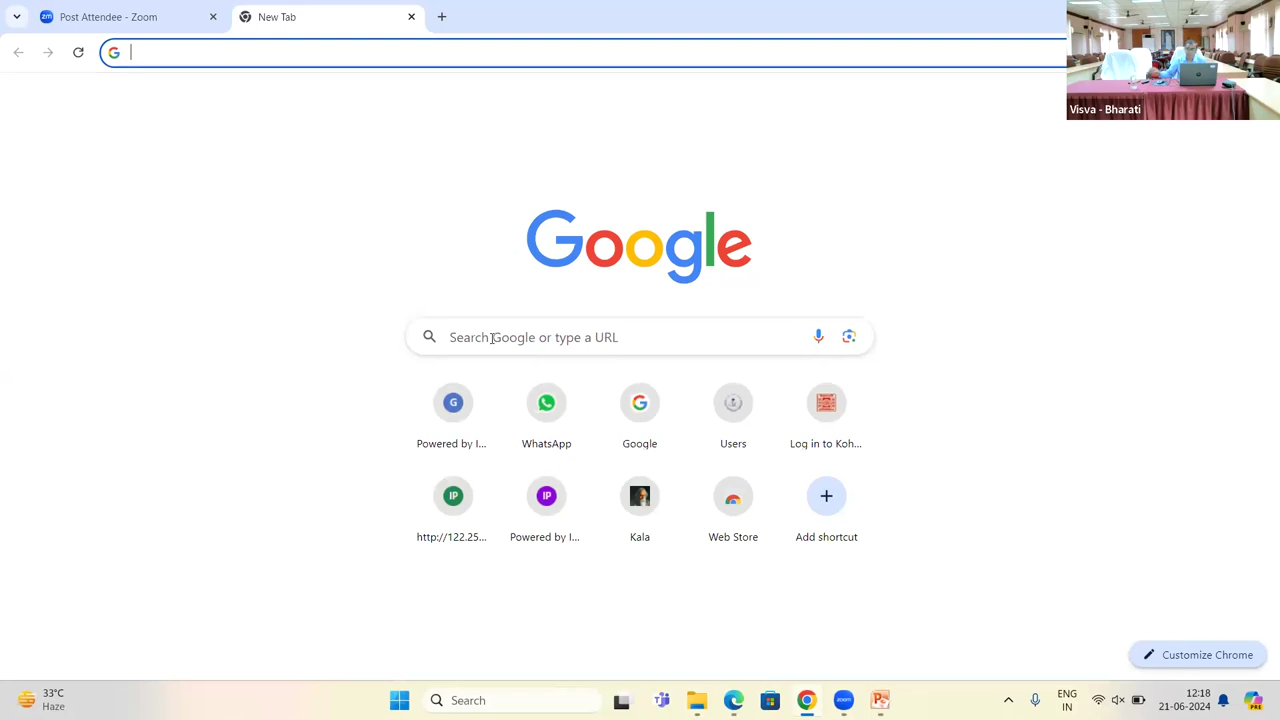 Post Attendee - Zoom
New Tab
Visva - Bharati
Google
Search Google or type a URL
G
Powered by I...
WhatsApp
Google
Users
Log in to Koh...
IP
IP
http://122.25...
Powered by I...
Kala
Web Store
Add shortcut
Customize Chrome
33°C
Haze
Search
ENG
IN
12:18
21-06-2024